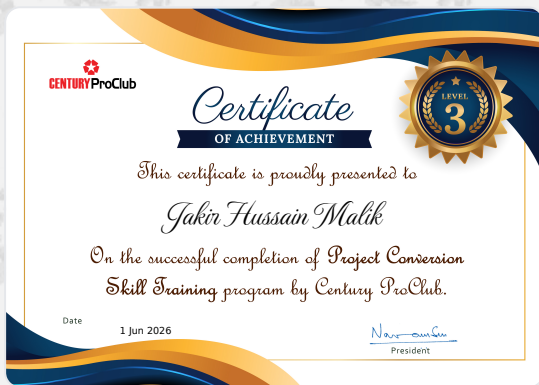 CENTURY ProClub
Certificate
OF ACHIEVEMENT
LEVEL
3
This certificate is proudly presented to
Jakir Hussain Malik
On the successful completion of Project Conversion
Skill Training program by Century ProClub.
Date
1 Jun 2026
President